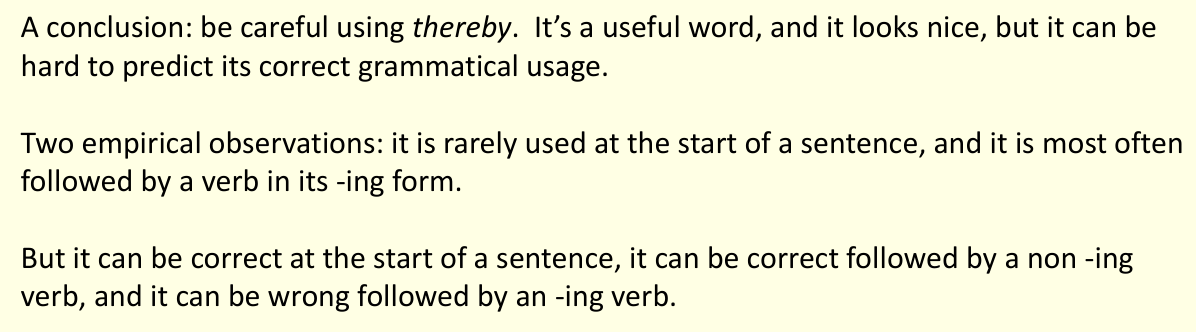 A conclusion: be careful using thereby.  It’s a useful word, and it looks nice, but it can be
hard to predict its correct grammatical usage.
Two empirical observations: it is rarely used at the start of a sentence, and it is most often
followed by a verb in its -ing form.
But it can be correct at the start of a sentence, it can be correct followed by a non -ing
verb, and it can be wrong followed by an -ing verb.